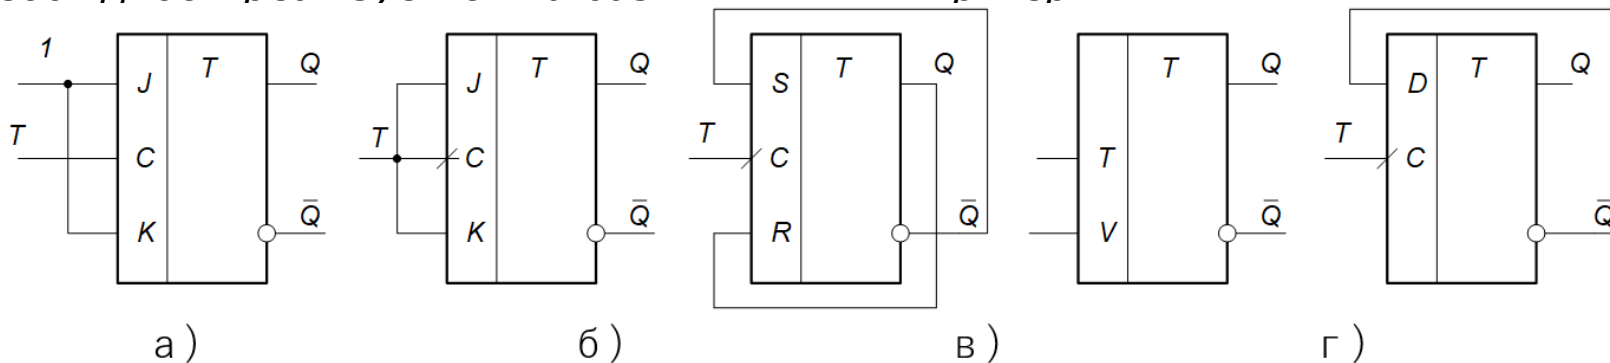 1 T J C K T Q Q̅
T J C K T Q Q̅
T S C R T Q Q̅
T V T Q Q̅
T D C T Q Q̅
а ) б ) в ) г )